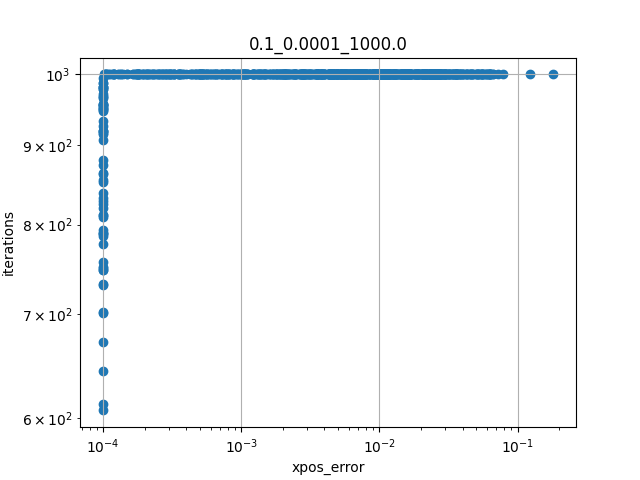 0.1_0.0001_1000.0
10³
9 × 10²
8 × 10²
7 × 10²
6 × 10²
iterations
10⁻⁴
10⁻³
10⁻²
10⁻¹
xpos_error